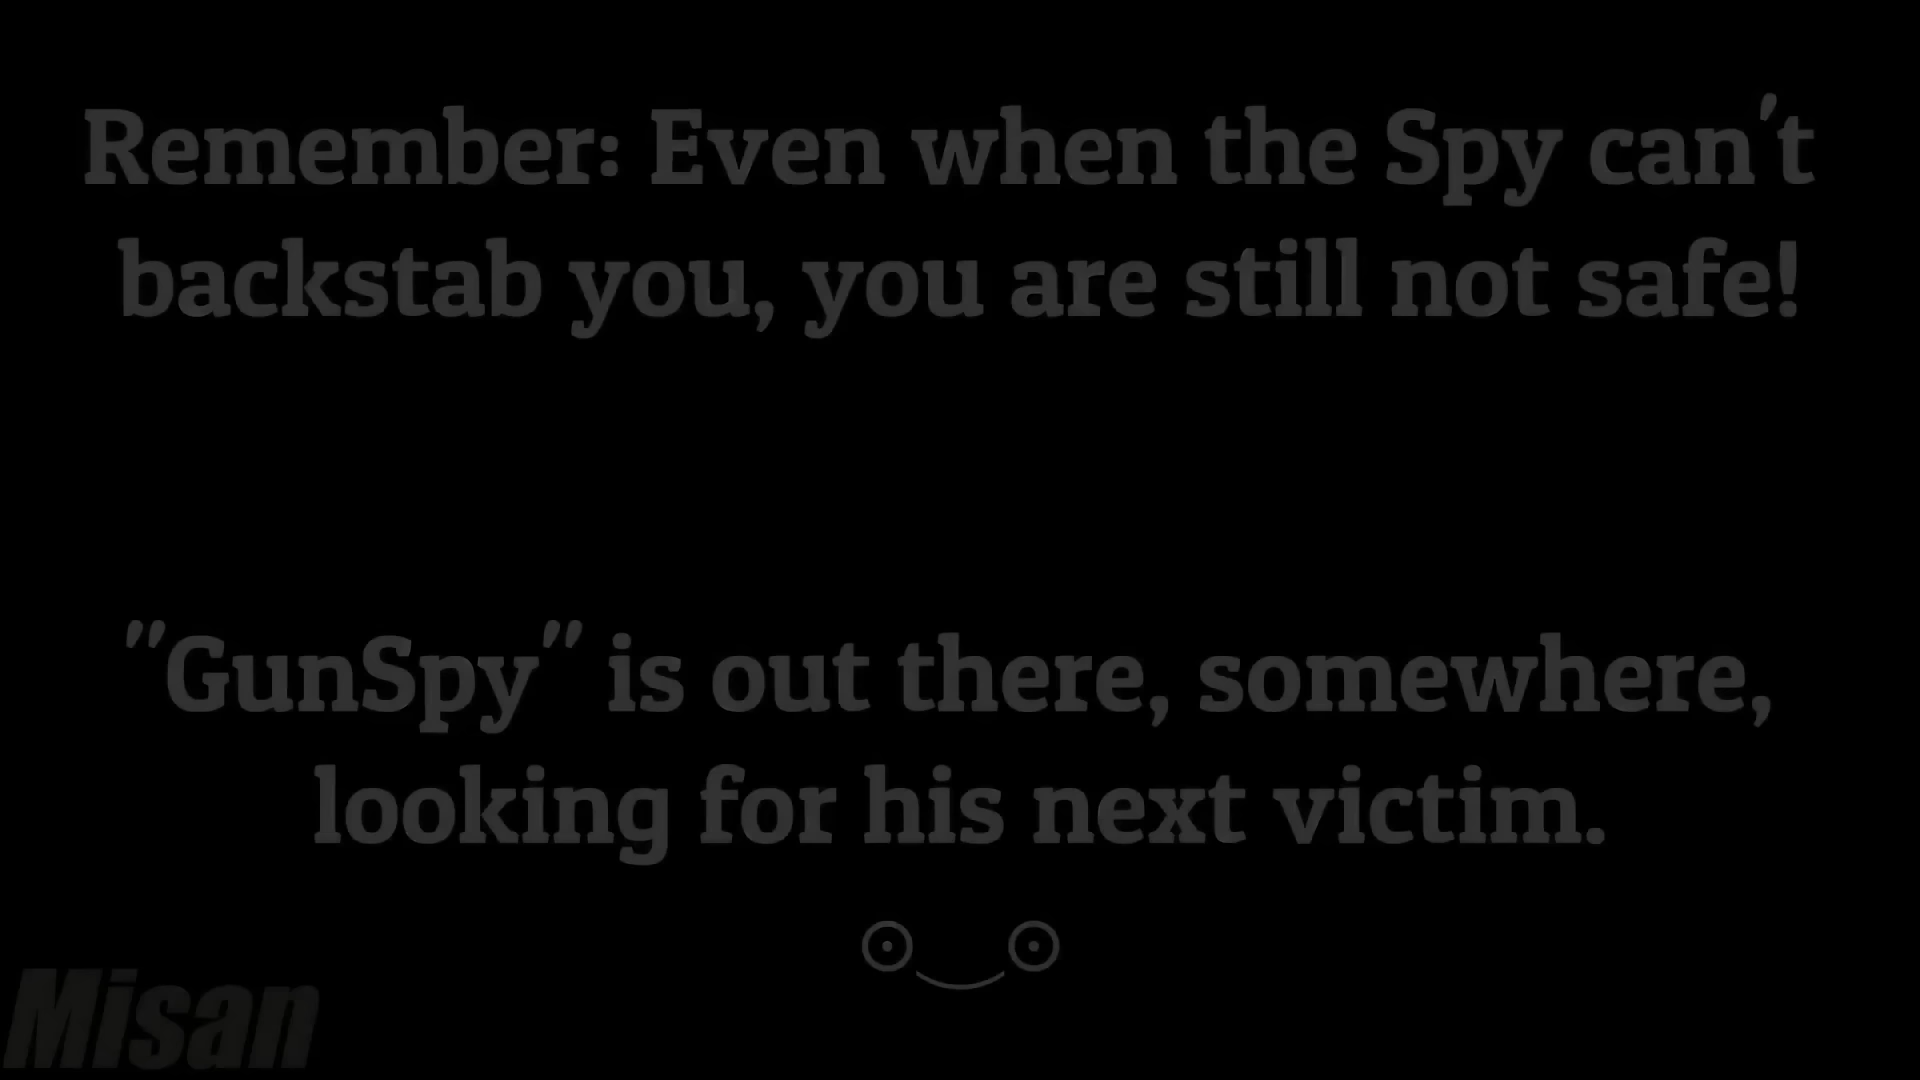 Remember: Even when the Spy can't
backstab you, you are still not safe!
"GunSpy" is out there, somewhere,
looking for his next victim.
Misan